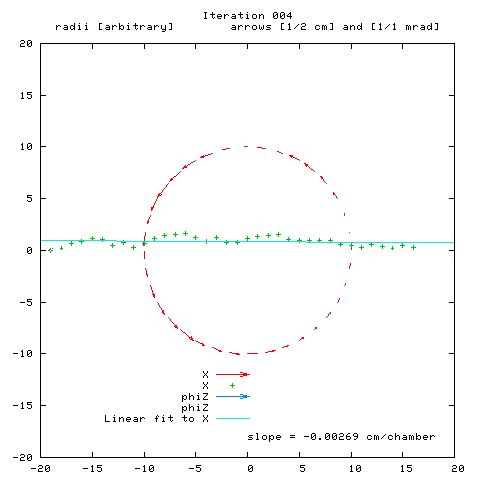 Iteration 004
radii [arbitrary] arrows [1/2 cm] and [1/1 mrad]
20
15
10
5
0
-5
-10
-15
-20
X
X
phiZ
phiZ
Linear fit to X
slope = -0.00269 cm/chamber
-20 -15 -10 -5 0 5 10 15 20